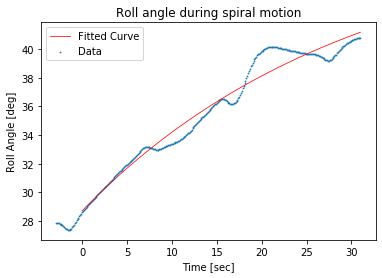 Roll angle during spiral motion
Fitted Curve
Data
Roll Angle [deg]
40
38
36
34
32
30
28
0
5
10
15
20
25
30
Time [sec]